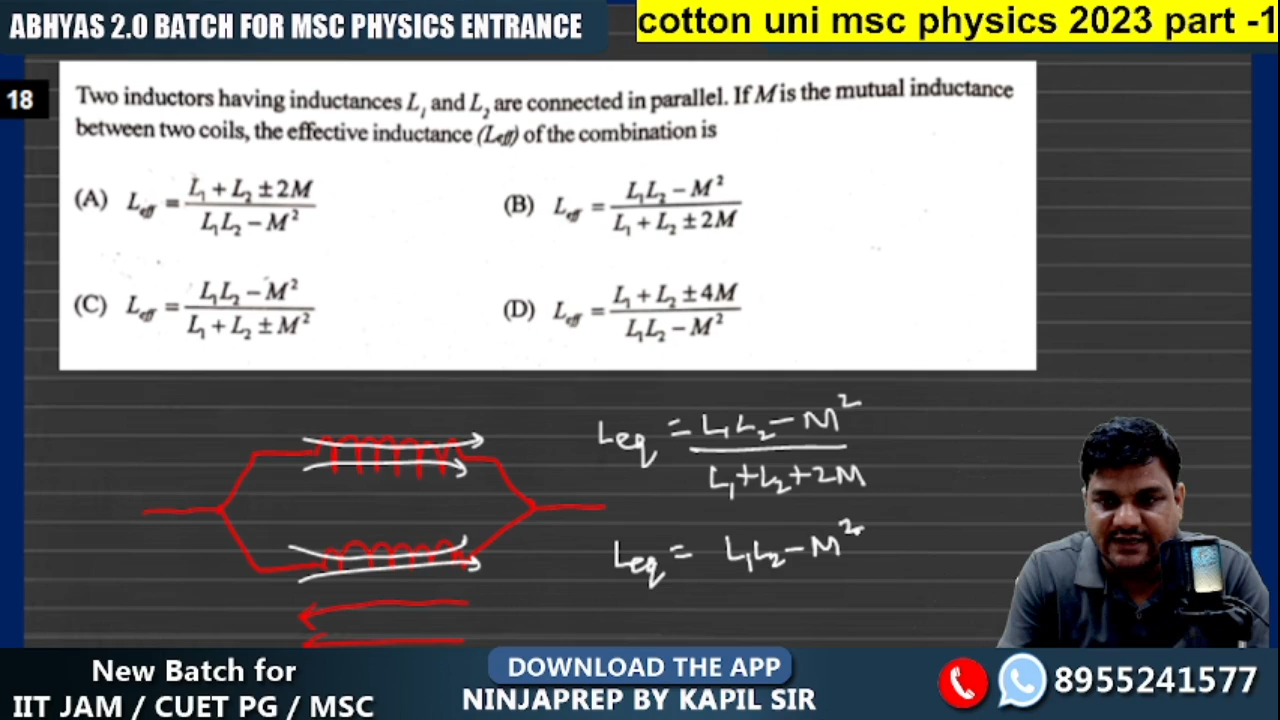 ABHYAS 2.0 BATCH FOR MSC PHYSICS ENTRANCE
cotton uni msc physics 2023 part -1
18
Two inductors having inductances L₁ and L₂ are connected in parallel. If M is the mutual inductance
between two coils, the effective inductance (Leff) of the combination is
(A) Leff = (L₁ + L₂ ± 2M) / (L₁L₂ − M²)
(B) Leff = (L₁L₂ − M²) / (L₁ + L₂ ± 2M)
(C) Leff = (L₁L₂ − M²) / (L₁ + L₂ ± M²)
(D) Leff = (L₁ + L₂ ± 4M) / (L₁L₂ − M²)
Leq = (L₁L₂ − M²) / (L₁ + L₂ + 2M)
Leq = L₁L₂ − M²
New Batch for
IIT JAM / CUET PG / MSC
DOWNLOAD THE APP
NINJAPREP BY KAPIL SIR
8955241577